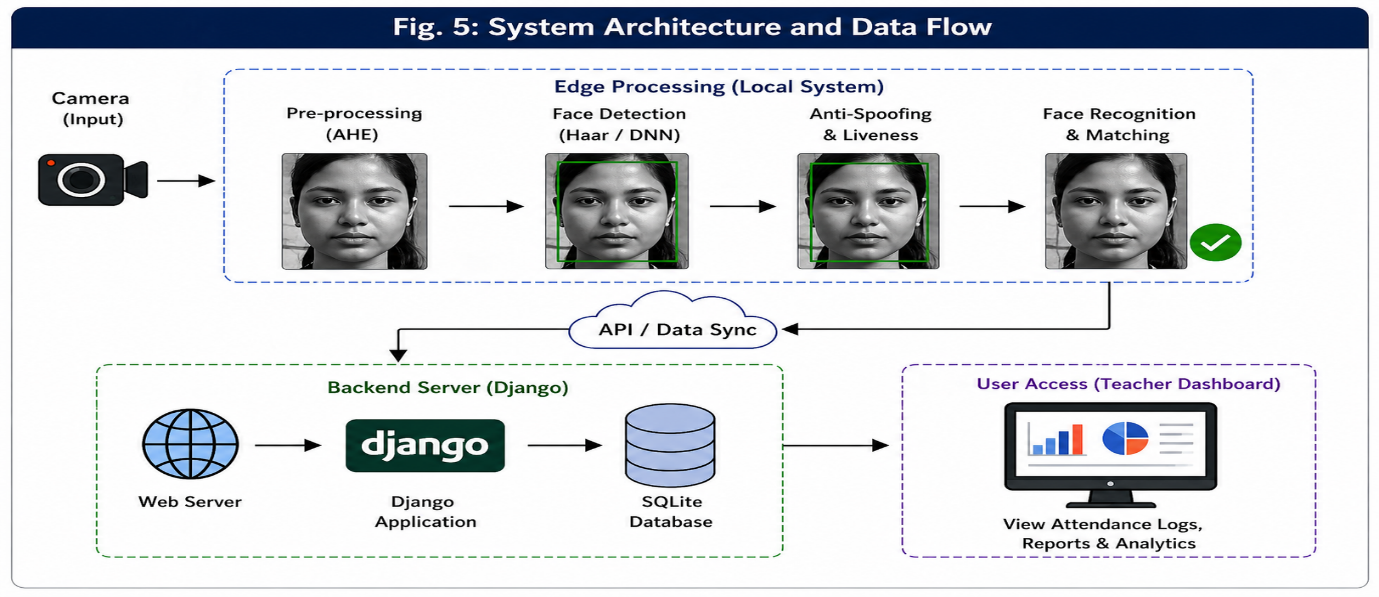 Fig. 5: System Architecture and Data Flow
Edge Processing (Local System)
Camera
(Input)
Pre-processing
(AHE)
Face Detection
(Haar / DNN)
Anti-Spoofing
& Liveness
Face Recognition
& Matching
API / Data Sync
Backend Server (Django)
django
Web Server
Django
Application
SQLite
Database
User Access (Teacher Dashboard)
View Attendance Logs,
Reports & Analytics